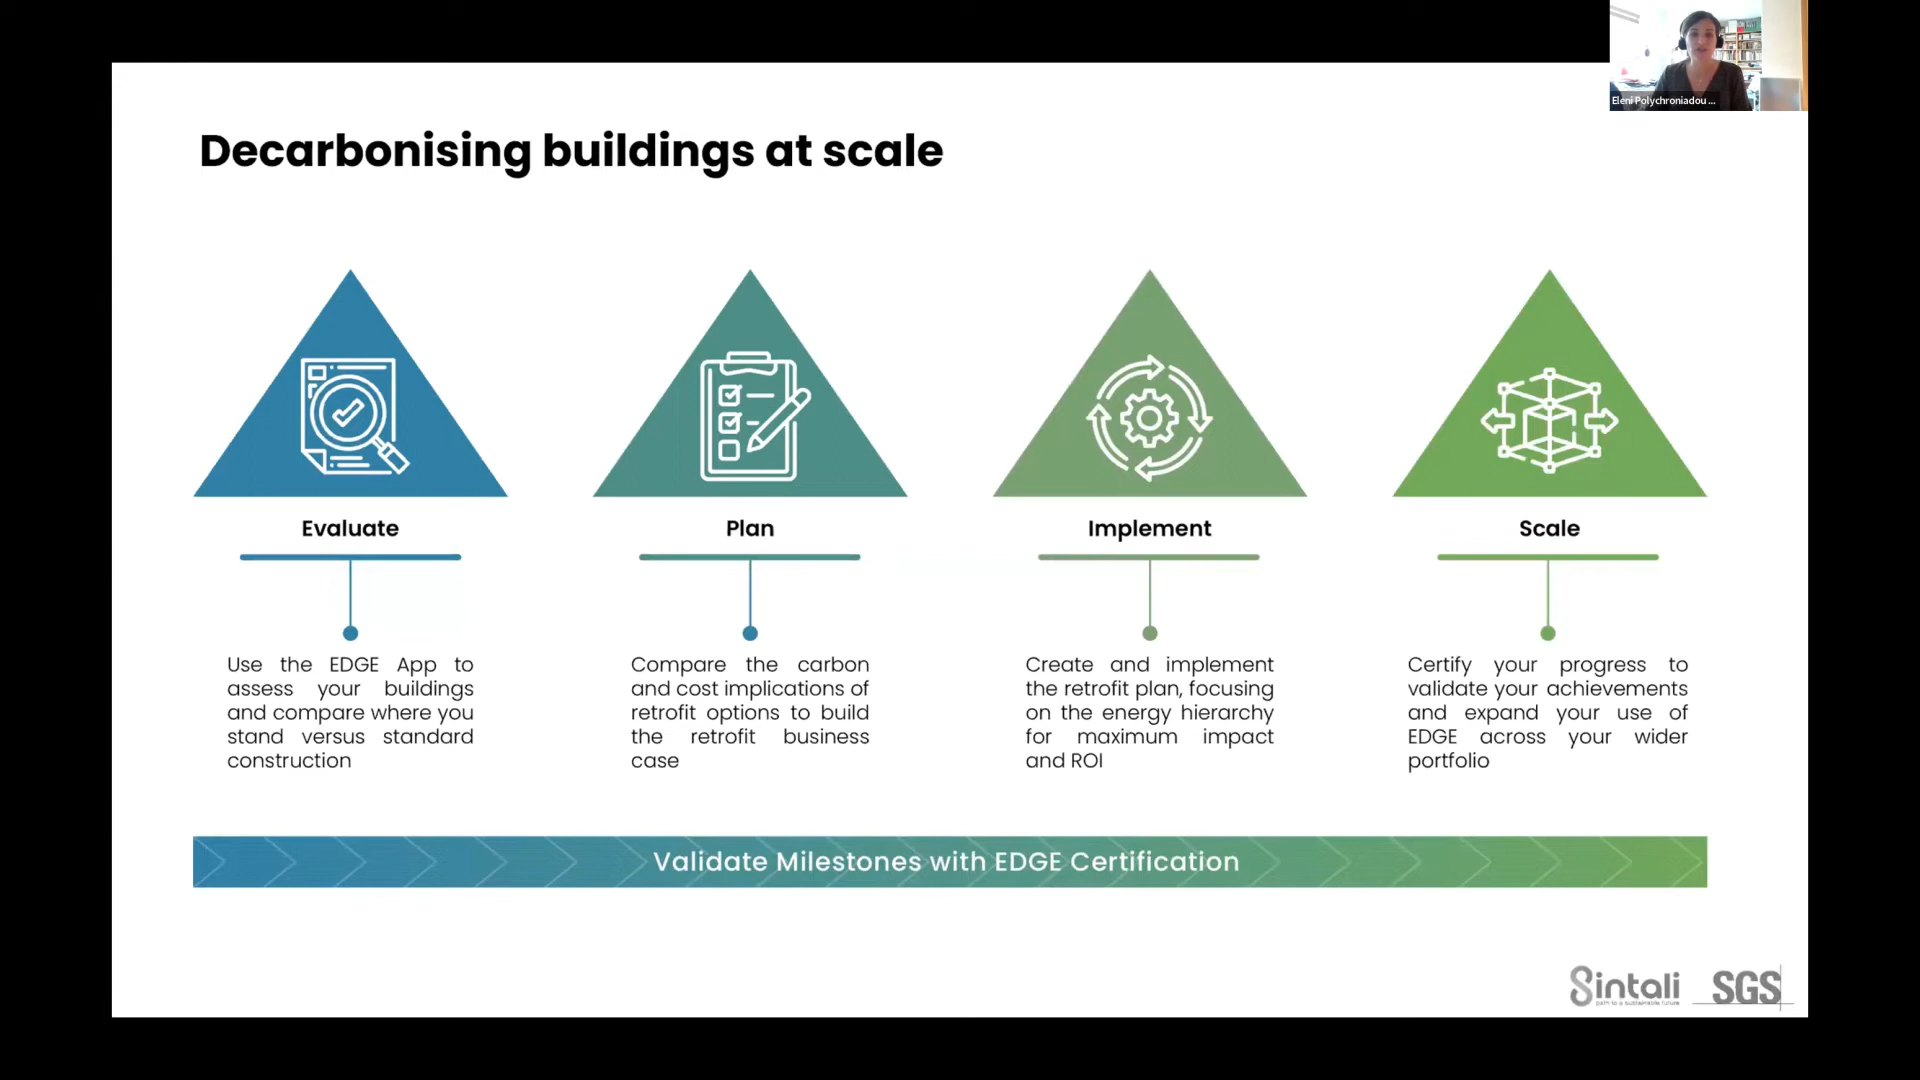 Eleni Polychroniadou ...
Decarbonising buildings at scale
Evaluate
Use the EDGE App to
assess your buildings
and compare where you
stand versus standard
construction
Plan
Compare the carbon
and cost implications of
retrofit options to build
the retrofit business
case
Implement
Create and implement
the retrofit plan, focusing
on the energy hierarchy
for maximum impact
and ROI
Scale
Certify your progress to
validate your achievements
and expand your use of
EDGE across your wider
portfolio
Validate Milestones with EDGE Certification
Sintali
path to a sustainable future
SGS